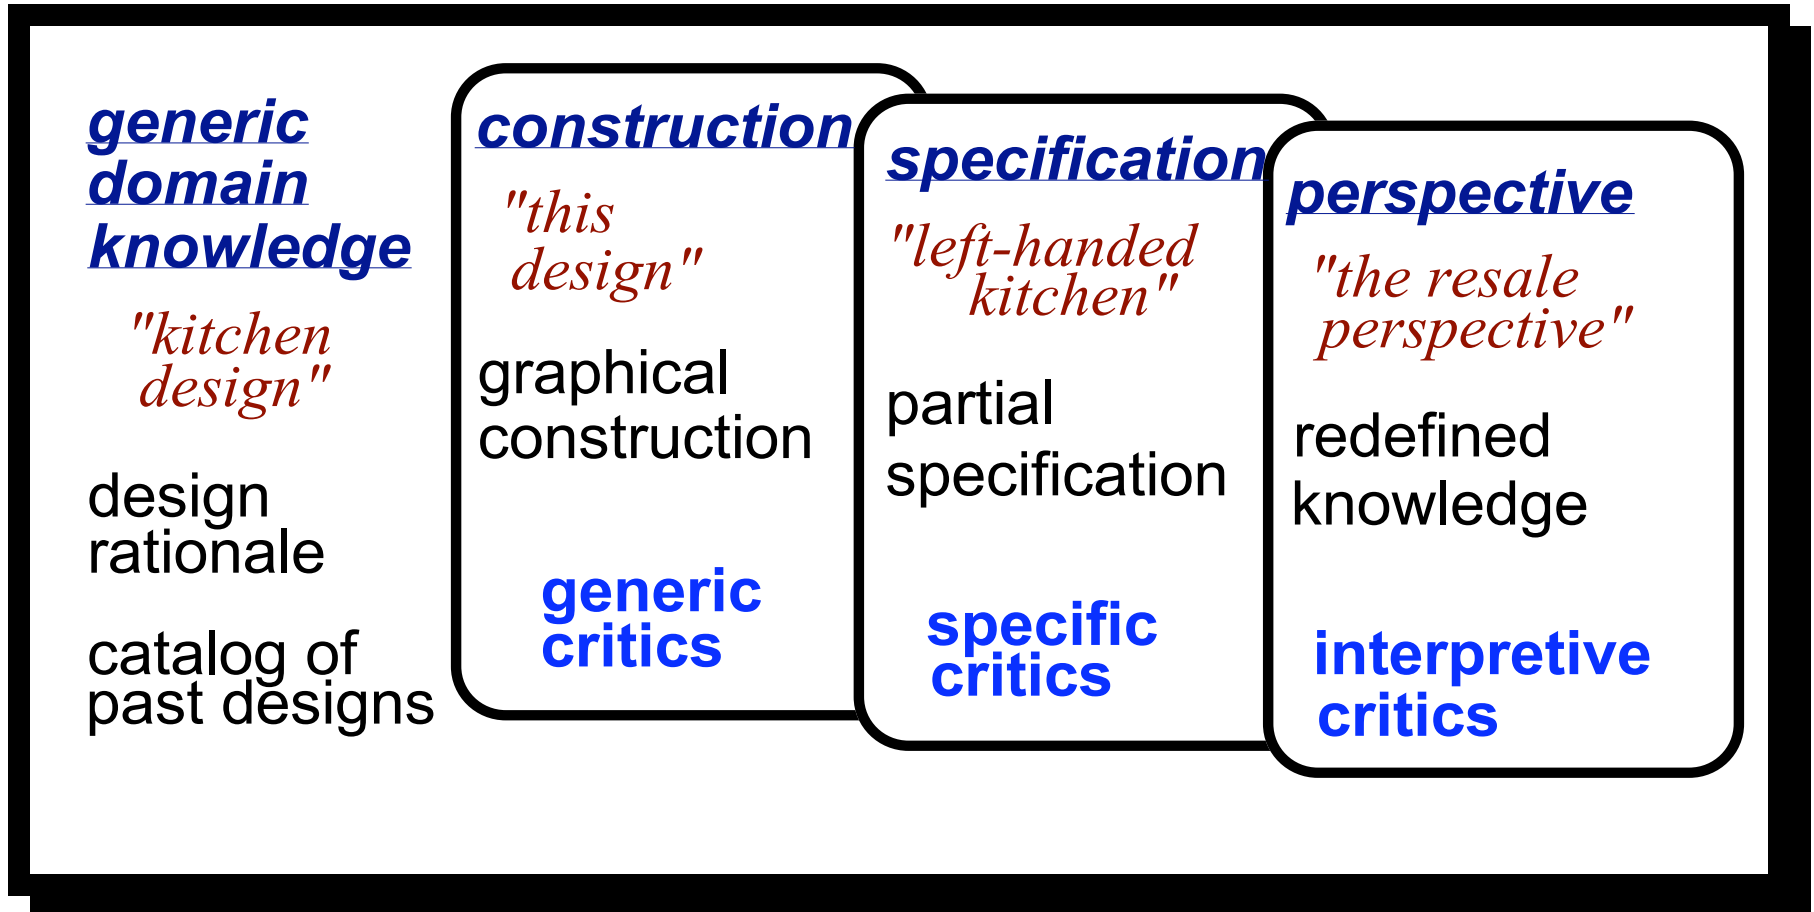 generic
domain
knowledge
"kitchen
design"
design
rationale
catalog of
past designs
construction
"this
design"
graphical
construction
generic
critics
specification
"left-handed
kitchen"
partial
specification
specific
critics
perspective
"the resale
perspective"
redefined
knowledge
interpretive
critics